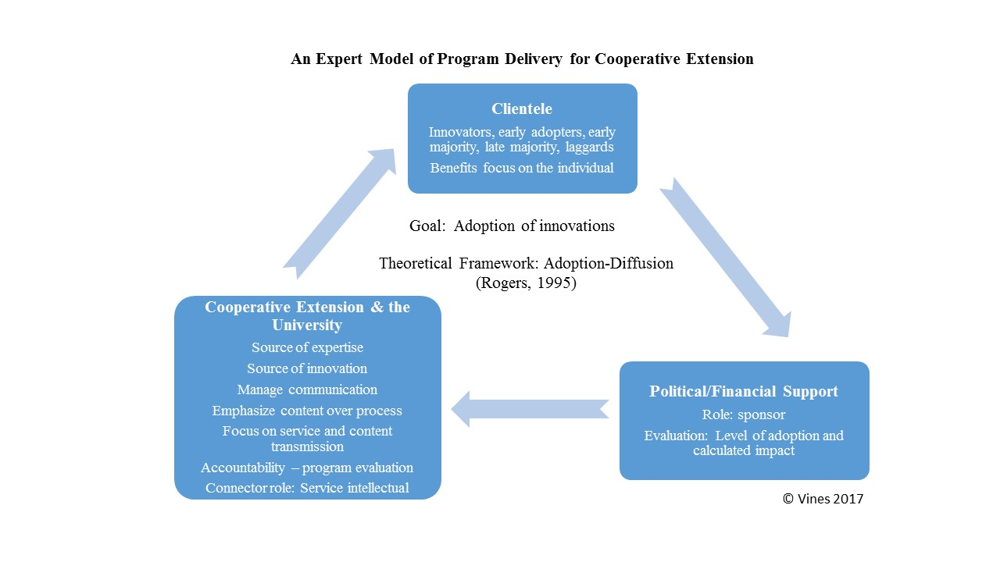 An Expert Model of Program Delivery for Cooperative Extension
Clientele
Innovators, early adopters, early
majority, late majority, laggards
Benefits focus on the individual
Goal: Adoption of innovations
Theoretical Framework: Adoption-Diffusion
(Rogers, 1995)
Cooperative Extension & the
University
Source of expertise
Source of innovation
Manage communication
Emphasize content over process
Focus on service and content
transmission
Accountability – program evaluation
Connector role: Service intellectual
Political/Financial Support
Role: sponsor
Evaluation: Level of adoption and
calculated impact
© Vines 2017